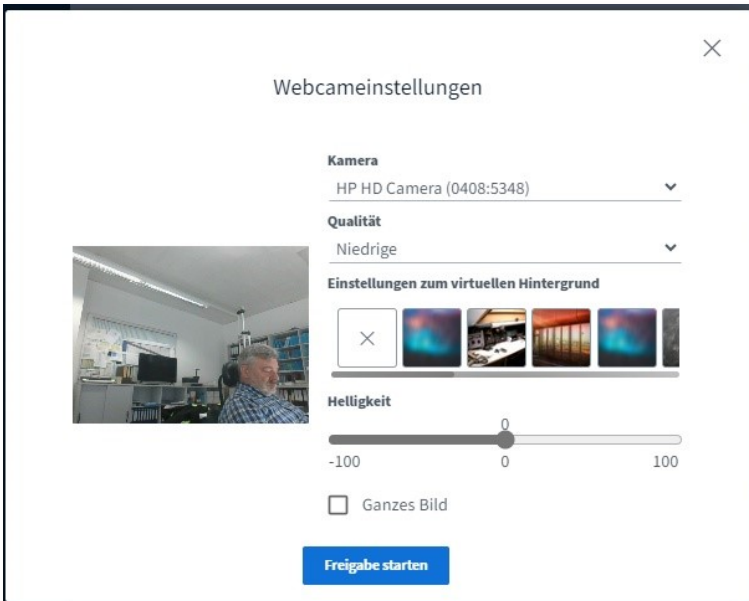 Webcameinstellungen
Kamera
HP HD Camera (0408:5348)
Qualität
Niedrige
Einstellungen zum virtuellen Hintergrund
Helligkeit
0
-100 0 100
Ganzes Bild
Freigabe starten